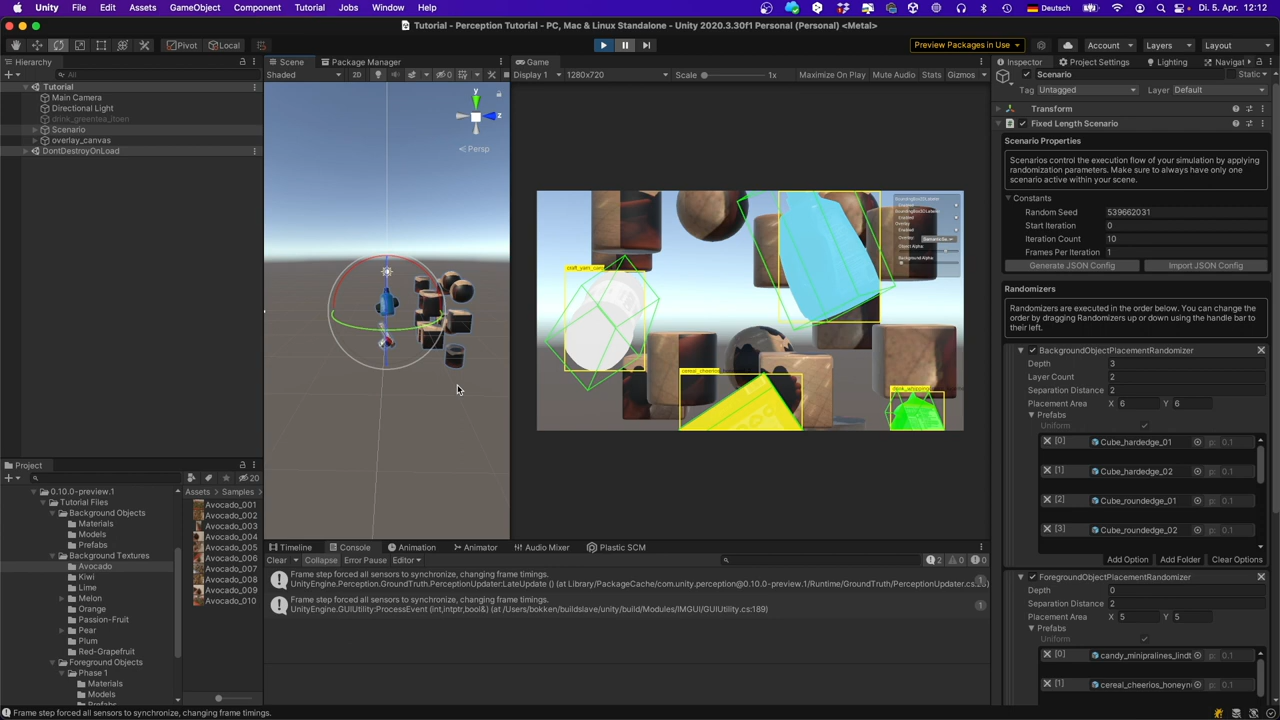 Unity File Edit Assets GameObject Component Tutorial Jobs Window Help Deutsch Di. 5. Apr. 12:12
Tutorial - Perception Tutorial - PC, Mac & Linux Standalone - Unity 2020.3.30f1 Personal (Personal) <Metal>
Pivot Local Preview Packages in Use Account Layers Layout
Hierarchy
All
Tutorial
Main Camera
Directional Light
drink_greentea_itoen
Scenario
overlay_canvas
DontDestroyOnLoad
Scene Package Manager
Shaded 2D 0
y
z
Persp
Game
Display 1 1280x720 Scale 1x Maximize On Play Mute Audio Stats Gizmos
Inspector Project Settings Lighting Navigat
Scenario Static
Tag Untagged Layer Default
Transform
Fixed Length Scenario
Scenario Properties
Scenarios control the execution flow of your simulation by applying
randomization parameters. Make sure to always have only one
scenario active within your scene.
Constants
Random Seed 539662031
Start Iteration 0
Iteration Count 10
Frames Per Iteration 1
Generate JSON Config Import JSON Config
Randomizers
Randomizers are executed in the order below. You can change the
order by dragging Randomizers up or down using the handle bar to
their left.
BackgroundObjectPlacementRandomizer
Depth 3
Layer Count 2
Separation Distance 2
Placement Area X 6 Y 6
Prefabs
Uniform
[0] Cube_hardedge_01 p: 0.1
[1] Cube_hardedge_02 p: 0.1
[2] Cube_roundedge_01 p: 0.1
[3] Cube_roundedge_02 p: 0.1
Add Option Add Folder Clear Options
ForegroundObjectPlacementRandomizer
Depth 0
Separation Distance 2
Placement Area X 5 Y 5
Prefabs
Uniform
[0] candy_minipralines_lindt p: 0.1
[1] cereal_cheerios_honeyn p: 0.1
Project
20
0.10.0-preview.1
Tutorial Files
Background Objects
Materials
Models
Prefabs
Background Textures
Avocado
Kiwi
Lime
Melon
Orange
Passion-Fruit
Pear
Plum
Red-Grapefruit
Foreground Objects
Phase 1
Materials
Models
Prefabs
Assets Samples
Avocado_001
Avocado_002
Avocado_003
Avocado_004
Avocado_005
Avocado_006
Avocado_007
Avocado_008
Avocado_009
Avocado_010
Timeline Console Animation Animator Audio Mixer Plastic SCM
Clear Collapse Error Pause Editor 2 0 0
Frame step forced all sensors to synchronize, changing frame timings.
UnityEngine.Perception.GroundTruth.PerceptionUpdater:LateUpdate () (at Library/PackageCache/com.unity.perception@0.10.0-preview.1/Runtime/GroundTruth/PerceptionUpdater.cs:20)
Frame step forced all sensors to synchronize, changing frame timings.
UnityEngine.GUIUtility:ProcessEvent (int,intptr,bool&) (at /Users/bokken/buildslave/unity/build/Modules/IMGUI/GUIUtility.cs:189)
1
Frame step forced all sensors to synchronize, changing frame timings.